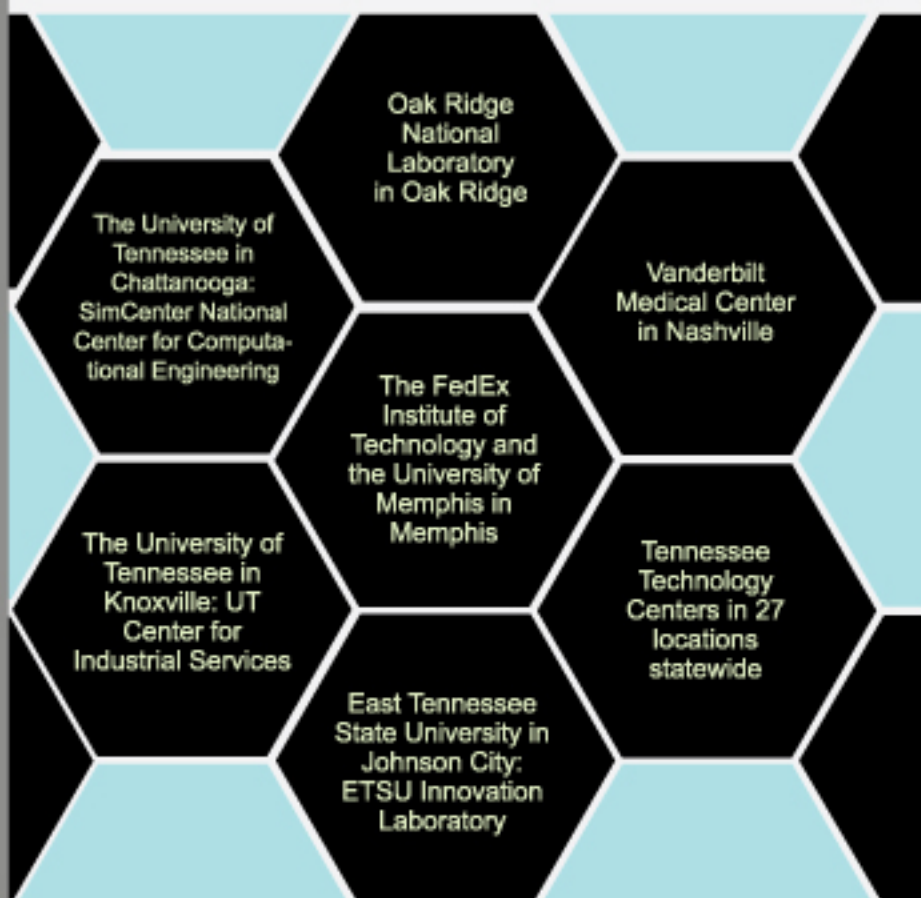 Oak Ridge
National
Laboratory
in Oak Ridge
The University of
Tennessee in
Chattanooga:
SimCenter National
Center for Computa-
tional Engineering
Vanderbilt
Medical Center
in Nashville
The FedEx
Institute of
Technology and
the University of
Memphis in
Memphis
The University of
Tennessee in
Knoxville: UT
Center for
Industrial Services
Tennessee
Technology
Centers in 27
locations
statewide
East Tennessee
State University in
Johnson City:
ETSU Innovation
Laboratory